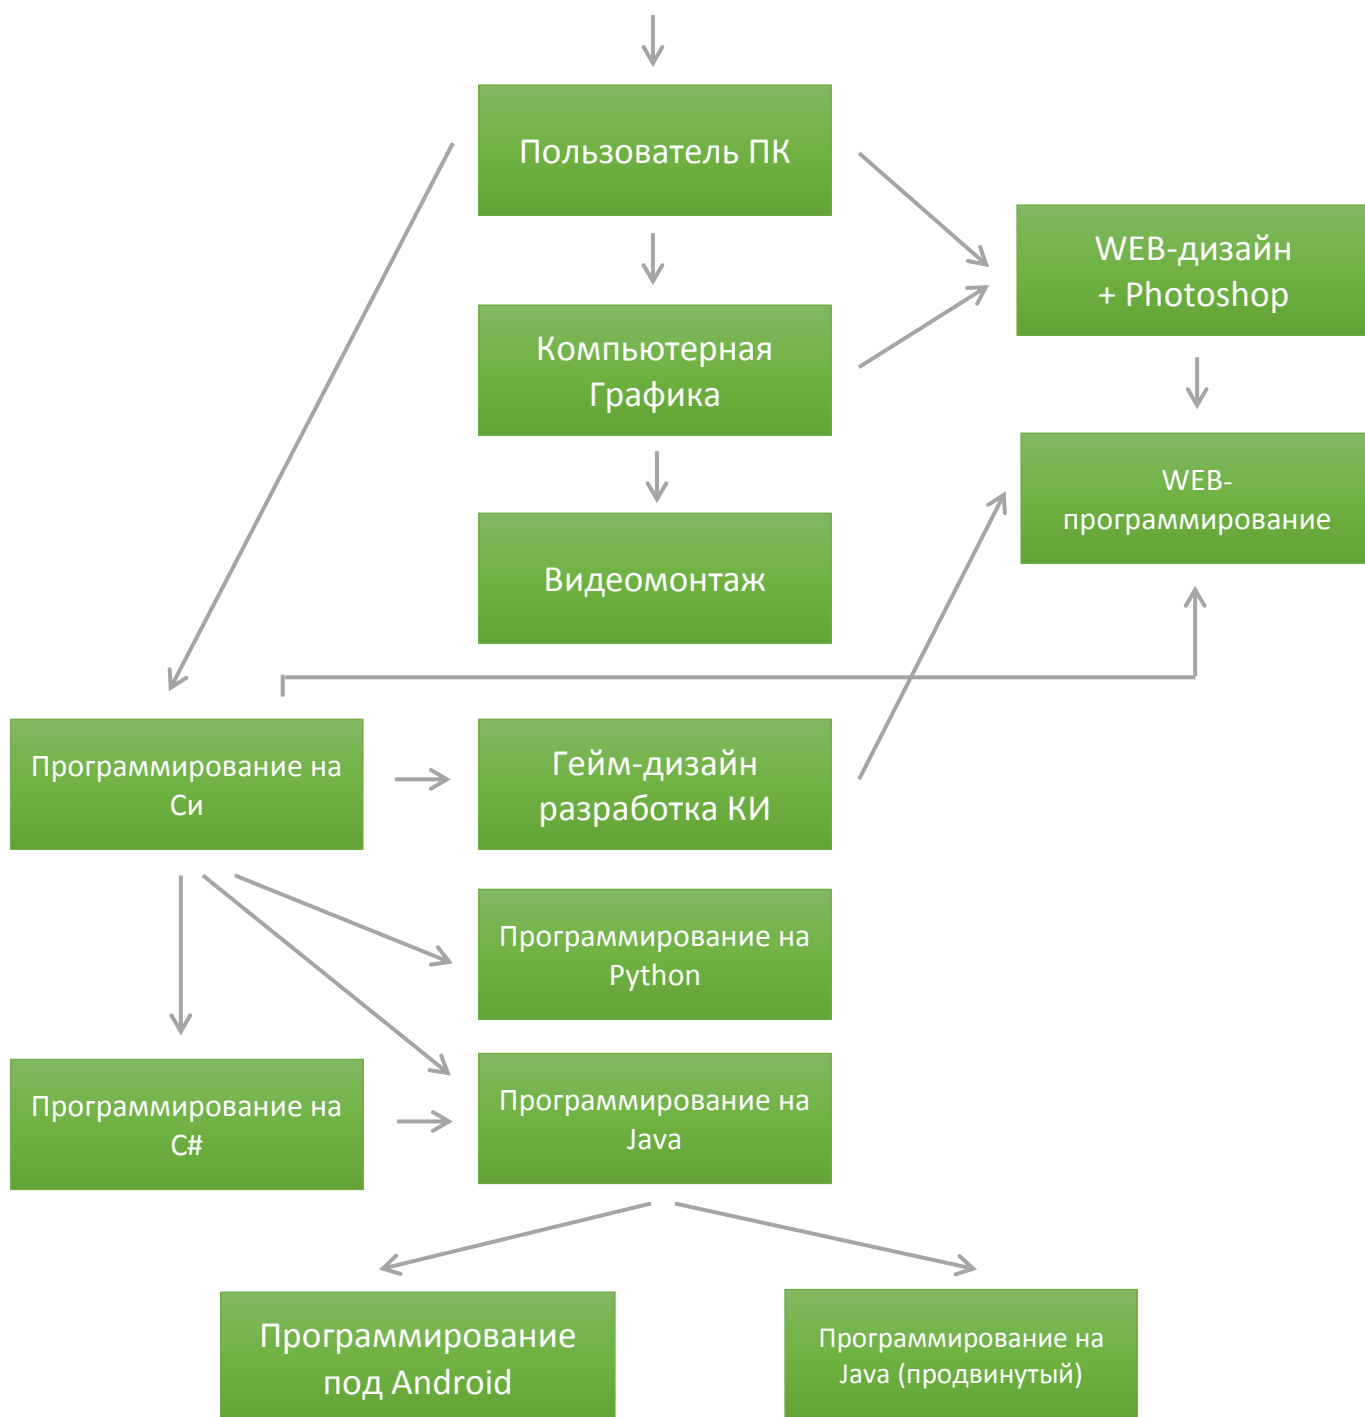 Пользователь ПК
WEB-дизайн
+ Photoshop
Компьютерная
Графика
WEB-
программирование
Видеомонтаж
Программирование на
Си
Гейм-дизайн
разработка КИ
Программирование на
Python
Программирование на
C#
Программирование на
Java
Программирование
под Android
Программирование на
Java (продвинутый)